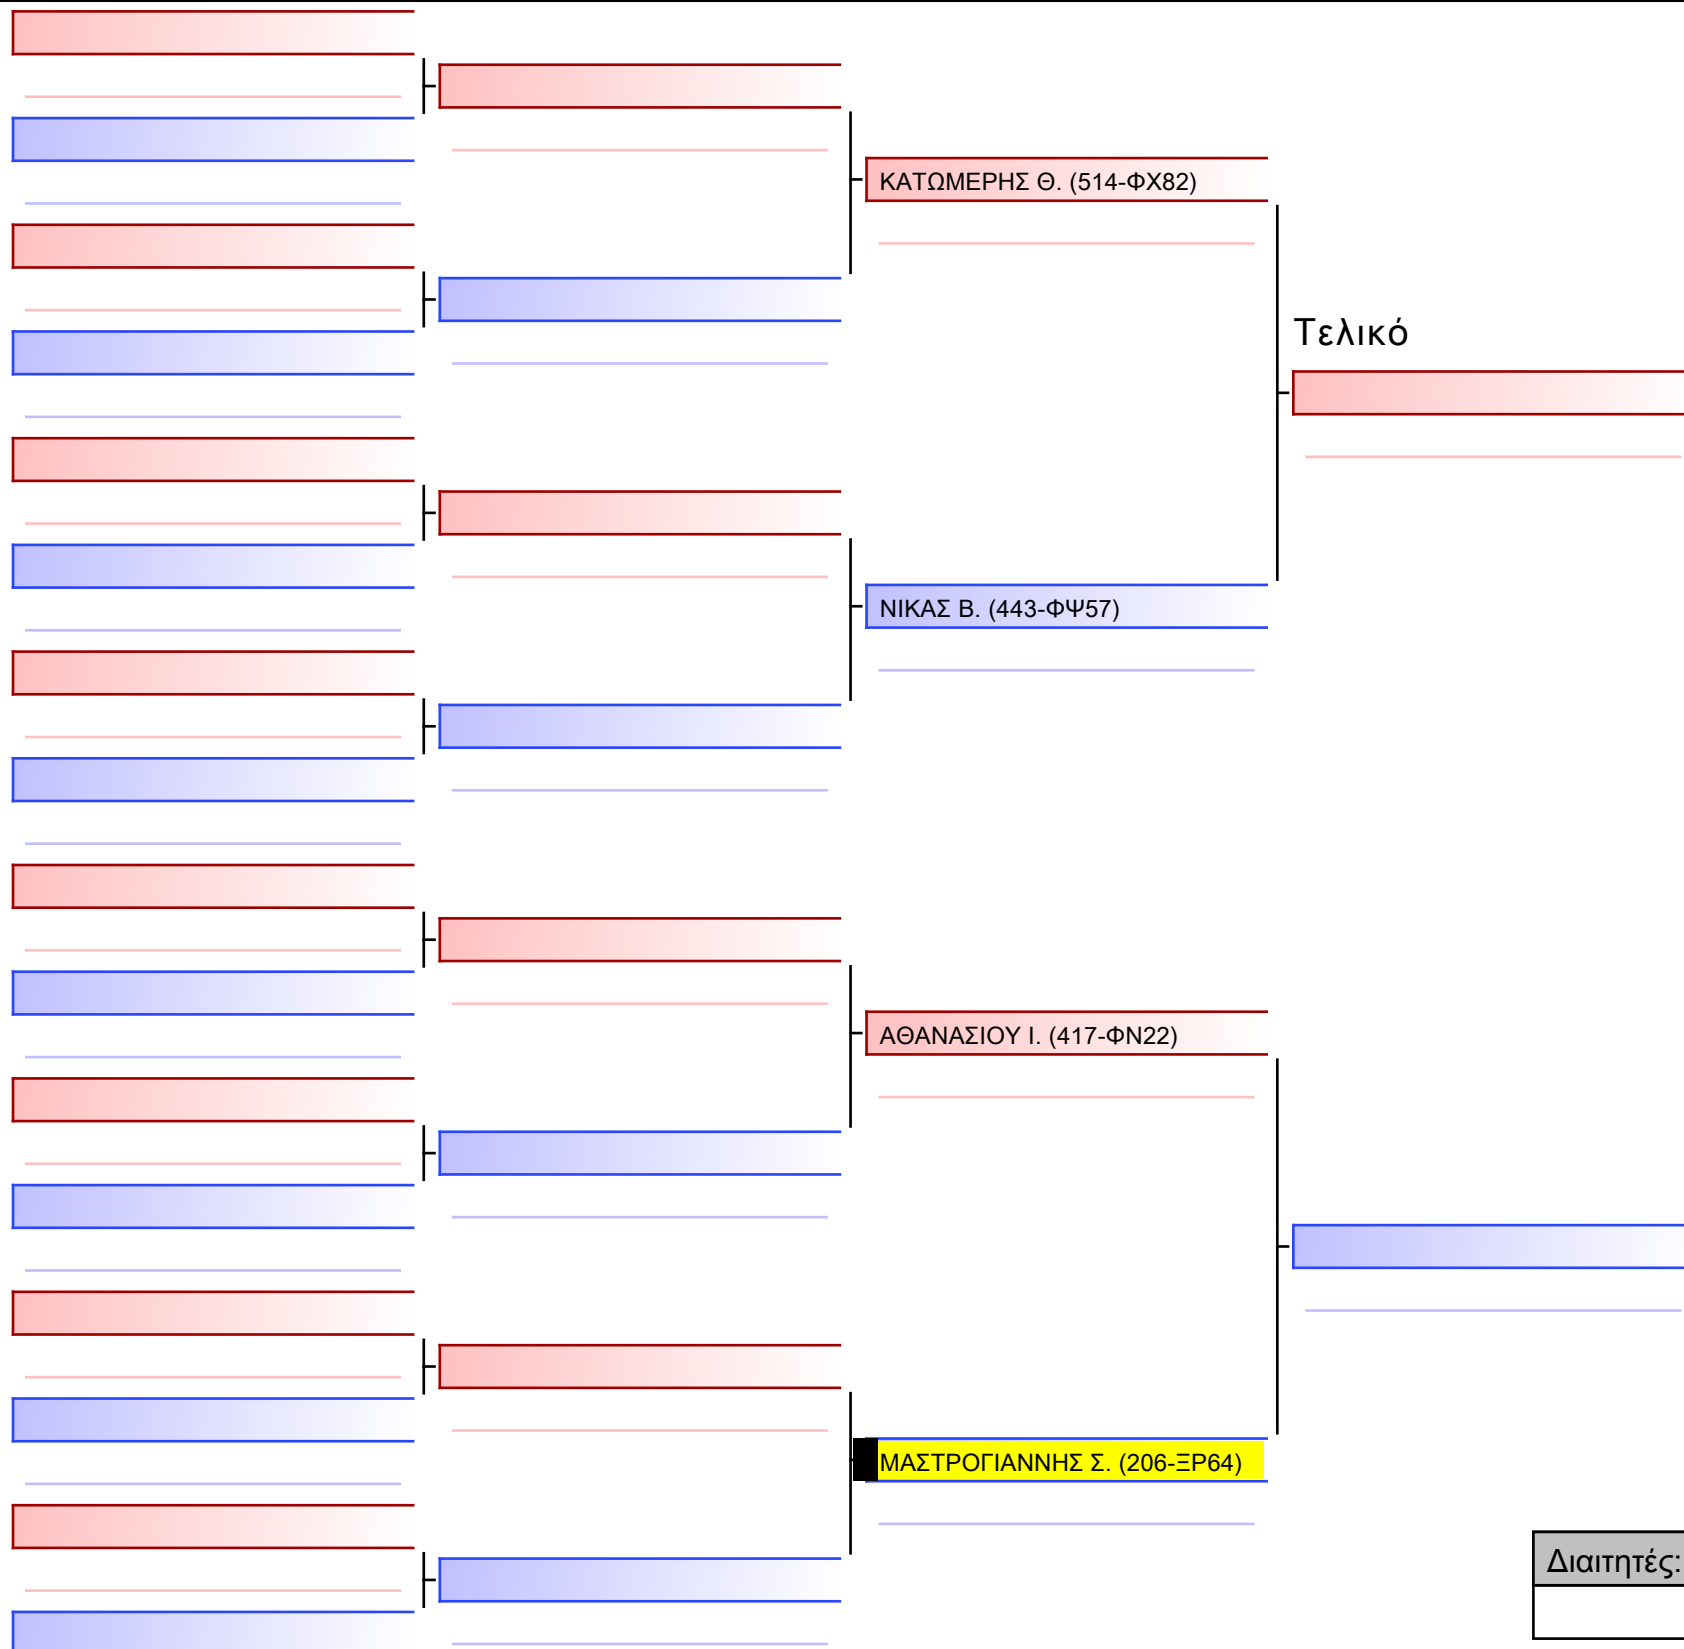 ΚΑΤΩΜΕΡΗΣ Θ. (514-ΦΧ82)
Τελικό
ΝΙΚΑΣ Β. (443-ΦΨ57)
ΑΘΑΝΑΣΙΟΥ Ι. (417-ΦΝ22)
ΜΑΣΤΡΟΓΙΑΝΝΗΣ Σ. (206-ΞΡ64)
Διαιτητές: